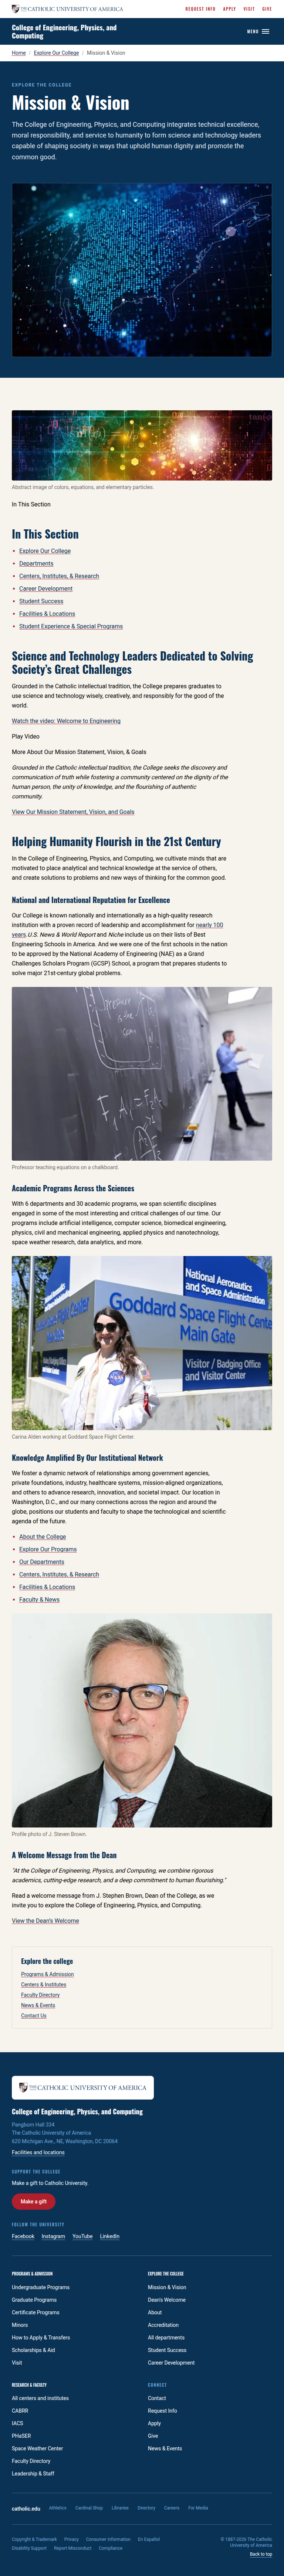 THE CATHOLIC UNIVERSITY OF AMERICA
REQUEST INFO APPLY VISIT GIVE
College of Engineering, Physics, and
Computing
MENU
Home / Explore Our College / Mission & Vision
EXPLORE THE COLLEGE
Mission & Vision
The College of Engineering, Physics, and Computing integrates technical excellence,
moral responsibility, and service to humanity to form science and technology leaders
capable of shaping society in ways that uphold human dignity and promote the
common good.
Abstract image of colors, equations, and elementary particles.
In This Section
In This Section
Explore Our College
Departments
Centers, Institutes, & Research
Career Development
Student Success
Facilities & Locations
Student Experience & Special Programs
Science and Technology Leaders Dedicated to Solving
Society's Great Challenges
Grounded in the Catholic intellectual tradition, the College prepares graduates to
use science and technology wisely, creatively, and responsibly for the good of the
world.
Watch the video: Welcome to Engineering
Play Video
More About Our Mission Statement, Vision, & Goals
Grounded in the Catholic intellectual tradition, the College seeks the discovery and
communication of truth while fostering a commitment to the dignity of the
human person, the unity of knowledge, and the flourishing of authentic
community.
View Our Mission Statement, Vision, and Goals
Helping Humanity Flourish in the 21st Century
In the College of Engineering, Physics, and Computing, we cultivate minds that are
motivated to place analytical and technical knowledge at the service of others,
and create solutions to problems and new ways of thinking for the common good.
National and International Reputation for Excellence
Our College is known nationally and internationally as a high-quality research
institution with a proven record of leadership and accomplishment for nearly 100
years. U.S. News & World Report and Niche include us on their lists of Best
Engineering Schools in America. And we were one of the first schools in the nation
to be approved by the National Academy of Engineering (NAE) as a Grand
Challenges Scholars Program (GCSP) School, a program that prepares students to
solve major 21st-century global problems.
Professor teaching equations on a chalkboard.
Academic Programs Across the Sciences
With 6 departments and 30 academic programs, we span scientific disciplines
engaged in some of the most interesting and critical challenges of our time. Our
programs include artificial intelligence, computer science, biomedical engineering,
physics, civil and mechanical engineering, applied physics and nanotechnology,
space weather research, data analytics, and more.
National Aeronautics and
Space Administration
Goddard Space Flight Center
Visitor / Badging Office
and Visitor Center
NASA
Carina Alden working at Goddard Space Flight Center.
Knowledge Amplified By Our Institutional Network
We foster a dynamic network of relationships among government agencies,
private foundations, industry, healthcare systems, mission-aligned organizations,
and others to advance research, innovation, and societal impact. Our location in
Washington, D.C., and our many connections across the region and around the
globe, positions our students and faculty to shape the technological and scientific
agenda of the future.
About the College
Explore Our Programs
Our Departments
Centers, Institutes, & Research
Facilities & Locations
Faculty & News
Profile photo of J. Steven Brown.
A Welcome Message from the Dean
"At the College of Engineering, Physics, and Computing, we combine rigorous
academics, cutting-edge research, and a deep commitment to human flourishing."
Read a welcome message from J. Stephen Brown, Dean of the College, as we
invite you to explore the College of Engineering, Physics, and Computing.
View the Dean's Welcome
Explore the college
Programs & Admission
Centers & Institutes
Faculty Directory
News & Events
Contact Us
THE CATHOLIC UNIVERSITY OF AMERICA
College of Engineering, Physics, and Computing
Pangborn Hall 334
The Catholic University of America
620 Michigan Ave., NE, Washington, DC 20064
Facilities and locations
SUPPORT THE COLLEGE
Make a gift to Catholic University.
Make a gift
FOLLOW THE UNIVERSITY
Facebook Instagram YouTube LinkedIn
PROGRAMS & ADMISSION
Undergraduate Programs
Graduate Programs
Certificate Programs
Minors
How to Apply & Transfers
Scholarships & Aid
Visit
EXPLORE THE COLLEGE
Mission & Vision
Dean's Welcome
About
Accreditation
All departments
Student Success
Career Development
RESEARCH & FACULTY
All centers and institutes
CABRR
IACS
PHaSER
Space Weather Center
Faculty Directory
Leadership & Staff
CONNECT
Contact
Request Info
Apply
Give
News & Events
catholic.edu Athletics Cardinal Shop Libraries Directory Careers For Media
Copyright & Trademark Privacy Consumer Information En Español
Disability Support Report Misconduct Compliance
© 1887-2026 The Catholic
University of America
Back to top